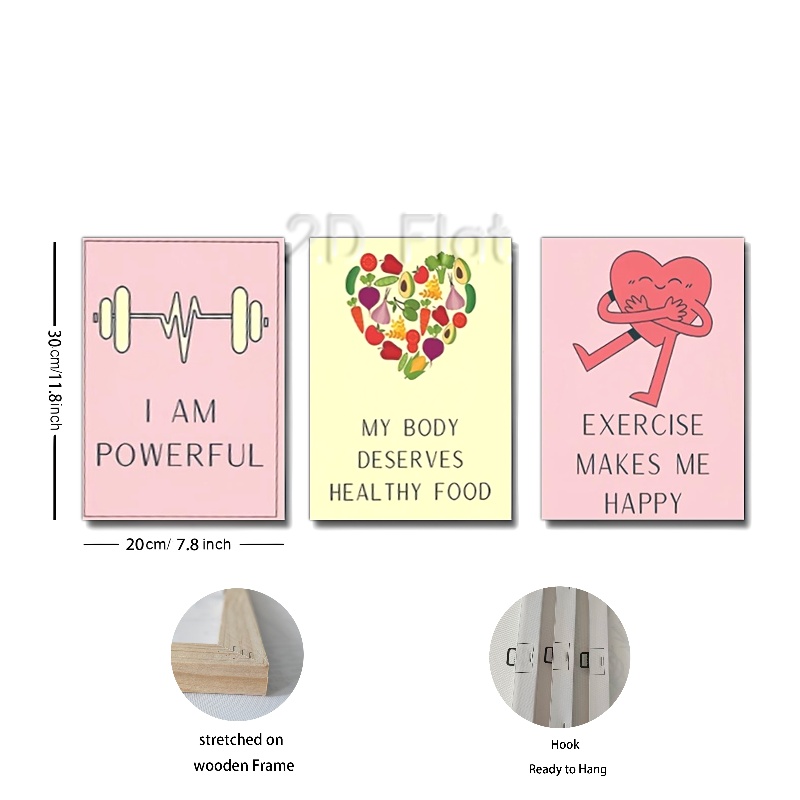 2D Flat
30cm/11.8inch
I AM
POWERFUL
MY BODY
DESERVES
HEALTHY FOOD
EXERCISE
MAKES ME
HAPPY
20cm/ 7.8 inch
stretched on
wooden Frame
Hook
Ready to Hang